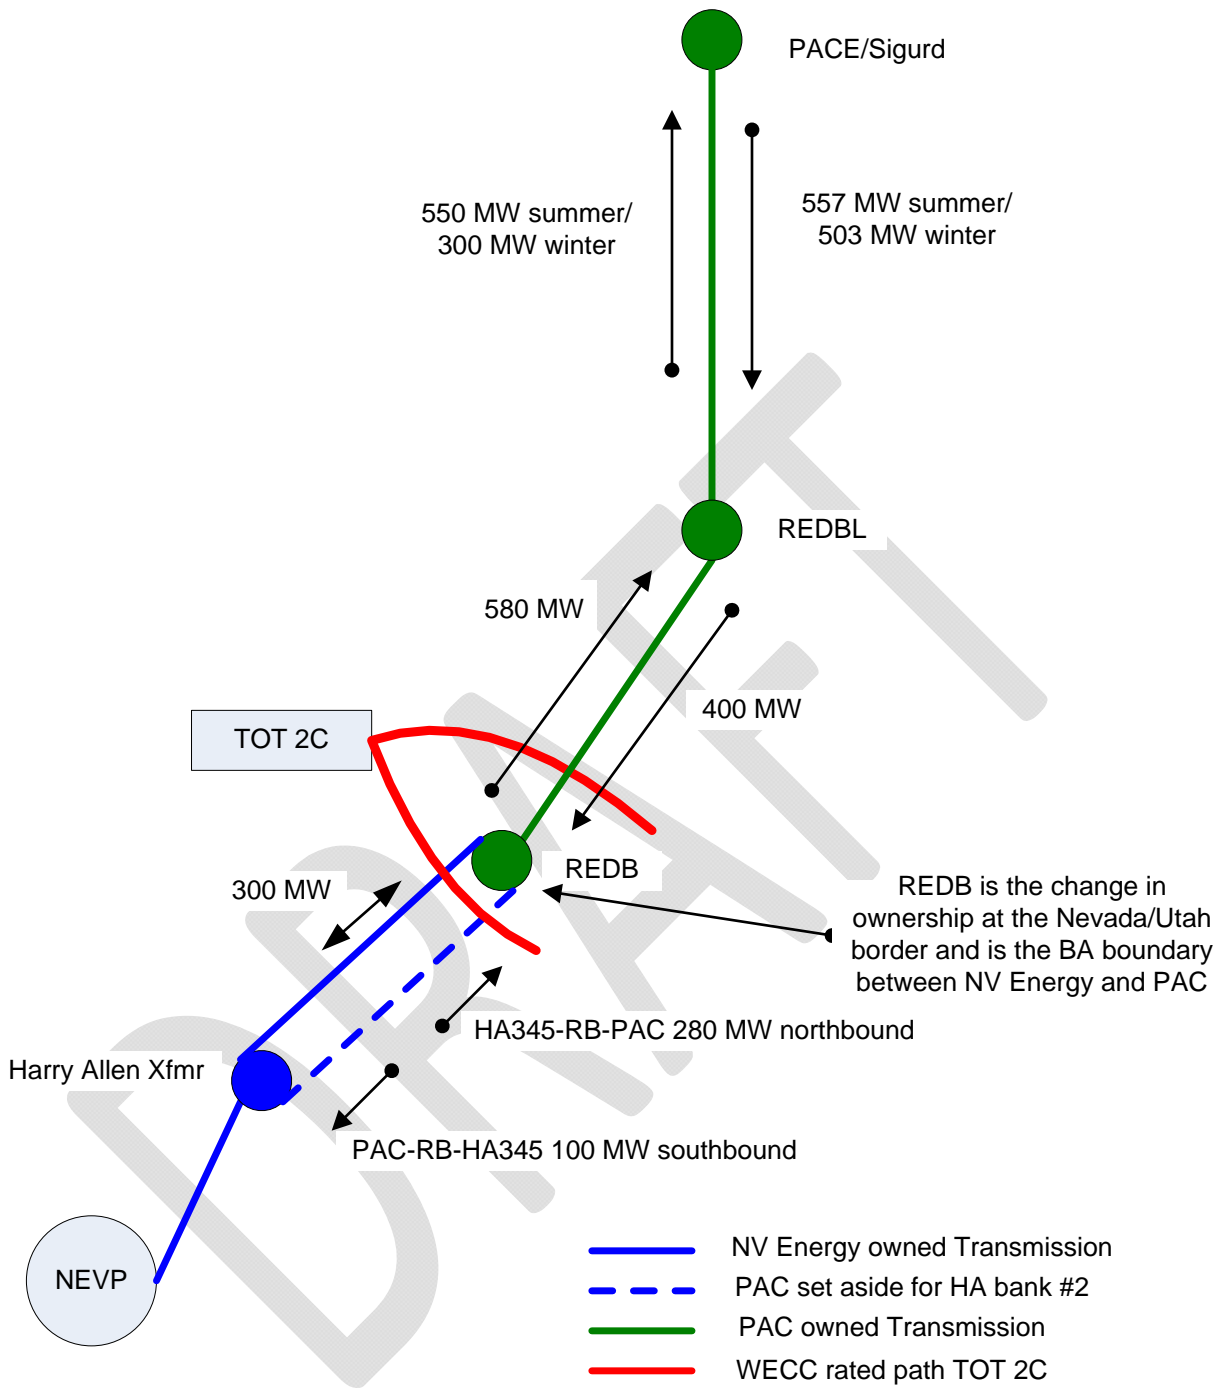 PACE/Sigurd
550 MW summer/
300 MW winter
557 MW summer/
503 MW winter
REDBL
580 MW
400 MW
TOT 2C
REDB
300 MW
REDB is the change in
ownership at the Nevada/Utah
border and is the BA boundary
between NV Energy and PAC
HA345-RB-PAC 280 MW northbound
Harry Allen Xfmr
PAC-RB-HA345 100 MW southbound
NEVP
NV Energy owned Transmission
PAC set aside for HA bank #2
PAC owned Transmission
WECC rated path TOT 2C
DRAFT